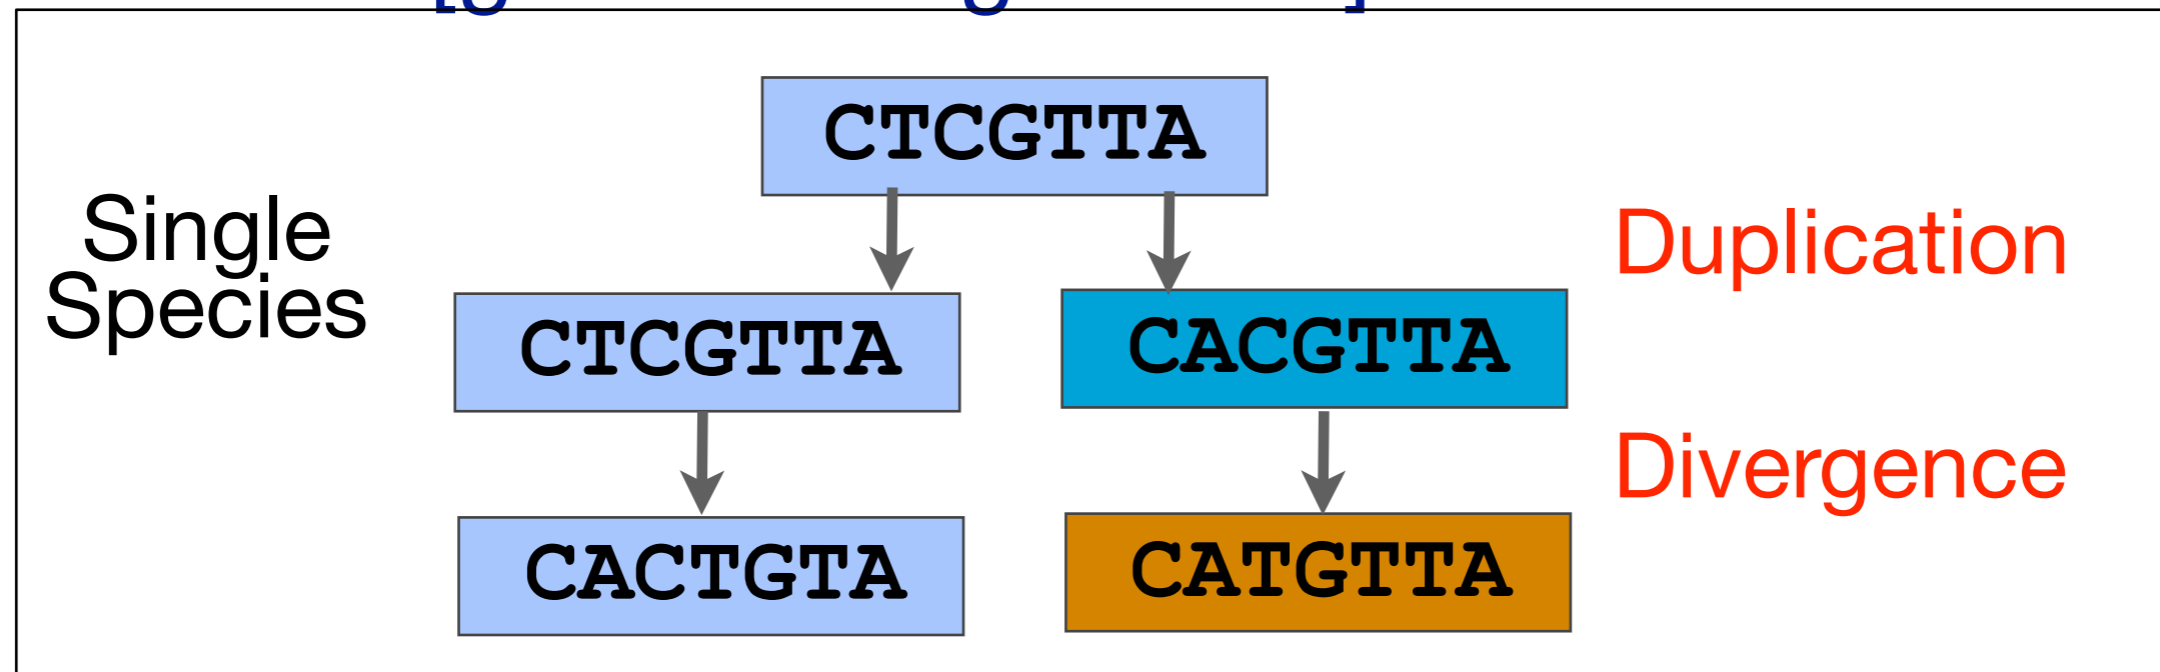 CTCGTTA
Single
Species
Duplication
CTCGTTA
CACGTTA
Divergence
CACTGTA
CATGTTA